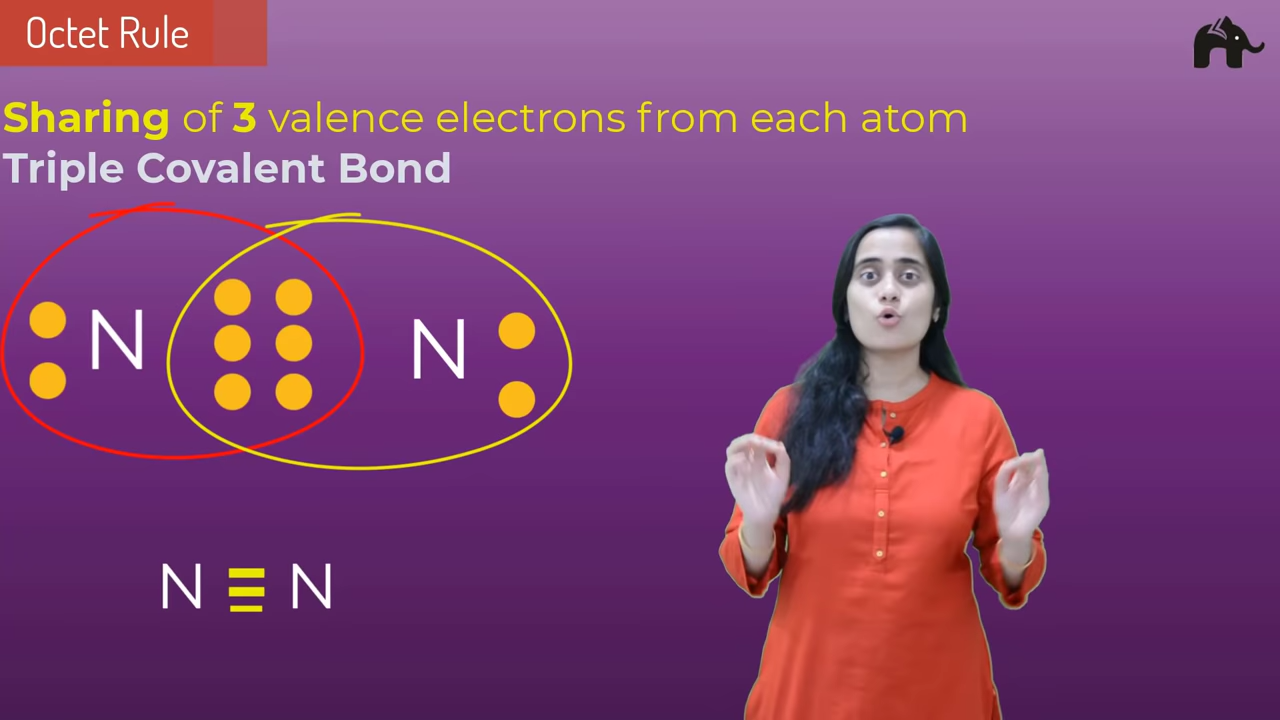 Octet Rule
Sharing of 3 valence electrons from each atom
Triple Covalent Bond
N N
N ≡ N